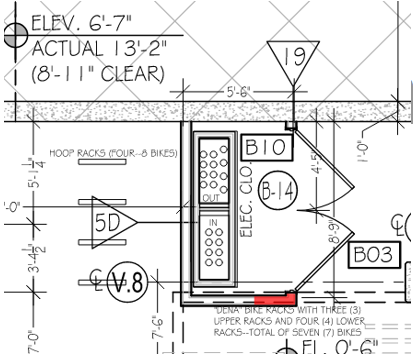 ELEV. 6'-7"
ACTUAL 13'-2"
(8'-11" CLEAR)
19
5'-6"
HOOP RACKS (FOUR--8 BIKES)
B10
1'-0"
5'-1 1/4"
OUT
ELEC. CLO.
B-14
4'-5"
'-0"
5D
IN
8'-9"
B03
3'-4 1/2"
℄
V.8
℄
"DENA" BIKE RACKS WITH THREE (3)
UPPER RACKS AND FOUR (4) LOWER
RACKS--TOTAL OF SEVEN (7) BIKES
7'-0"
7'-6"
EL. 0'-6"